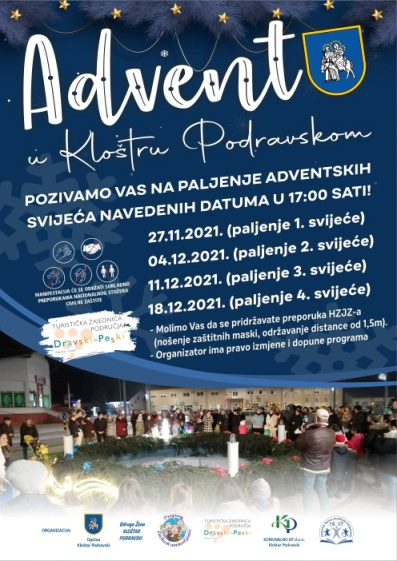 Advent
u Kloštru Podravskom
POZIVAMO VAS NA PALJENJE ADVENTSKIH
SVIJEĆA NAVEDENIH DATUMA U 17:00 SATI!
27.11.2021. (paljenje 1. svijeće)
04.12.2021. (paljenje 2. svijeće)
11.12.2021. (paljenje 3. svijeće)
18.12.2021. (paljenje 4. svijeće)
MANIFESTACIJA ĆE SE ODRŽATI SUKLADNO
PREPORUKAMA NACIONALNOG STOŽERA
CIVILNE ZAŠTITE
TURISTIČKA ZAJEDNICA
PODRUČJA
Dravski Peski
- Molimo Vas da se pridržavate preporuka HZJZ-a
(nošenje zaštitnih maski, održavanje distance od 1,5m).
- Organizator ima pravo izmjene i dopune programa
ORGANIZACIJA:
Općina
Kloštar Podravski
Udruga Žena
KLOŠTAR
PODRAVSKI
TURISTIČKA ZAJEDNICA
PODRUČJA
Dravski Peski
KP
KOMUNALNO KP d.o.o.
Kloštar Podravski